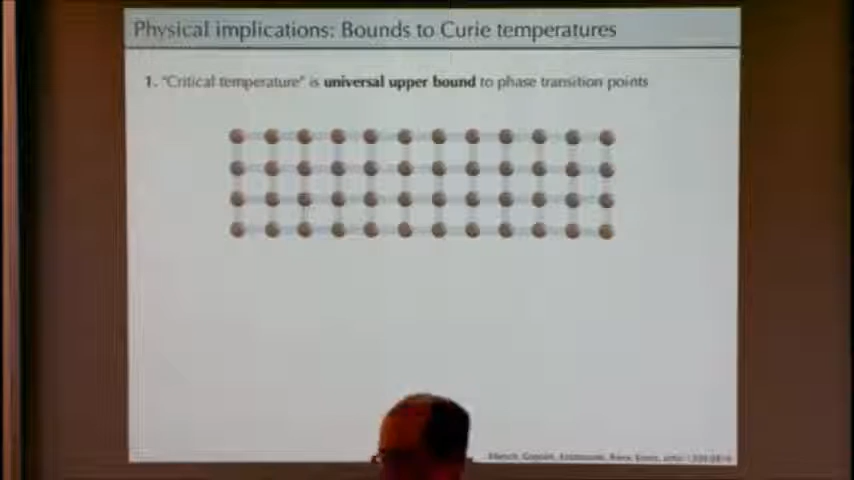 Physical implications: Bounds to Curie temperatures
1. "Critical temperature" is universal upper bound to phase transition points